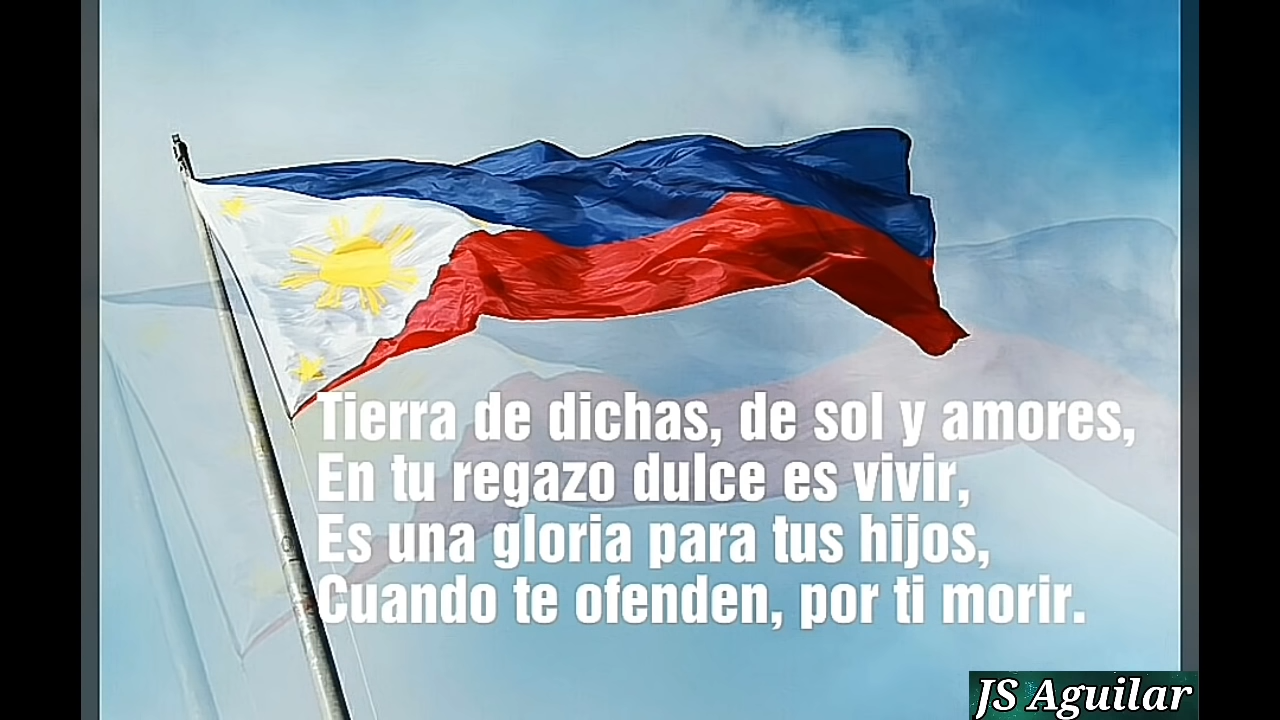 Tierra de dichas, de sol y amores,
En tu regazo dulce es vivir,
Es una gloria para tus hijos,
Cuando te ofenden, por ti morir.
JS Aguilar